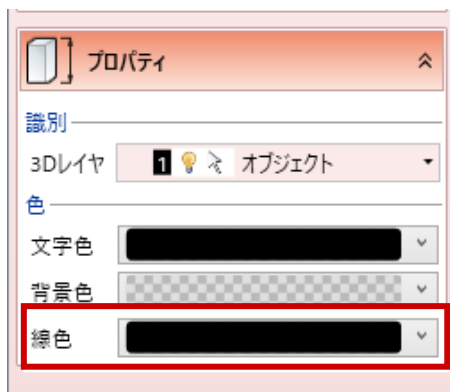 プロパティ
識別
3Dレイヤ 1 オブジェクト
色
文字色
背景色
線色